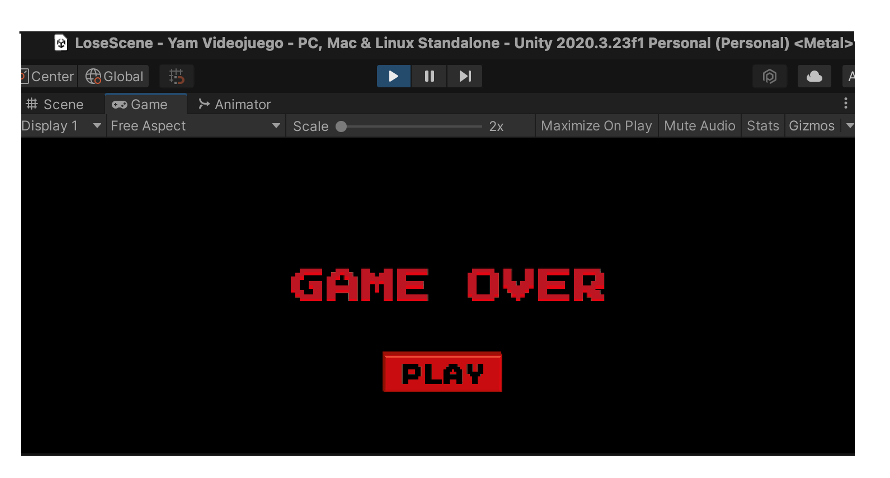 LoseScene - Yam Videojuego - PC, Mac & Linux Standalone - Unity 2020.3.23f1 Personal (Personal) <Metal>
Center Global
Scene Game Animator
Display 1 Free Aspect Scale 2x Maximize On Play Mute Audio Stats Gizmos
GAME OVER
PLAY